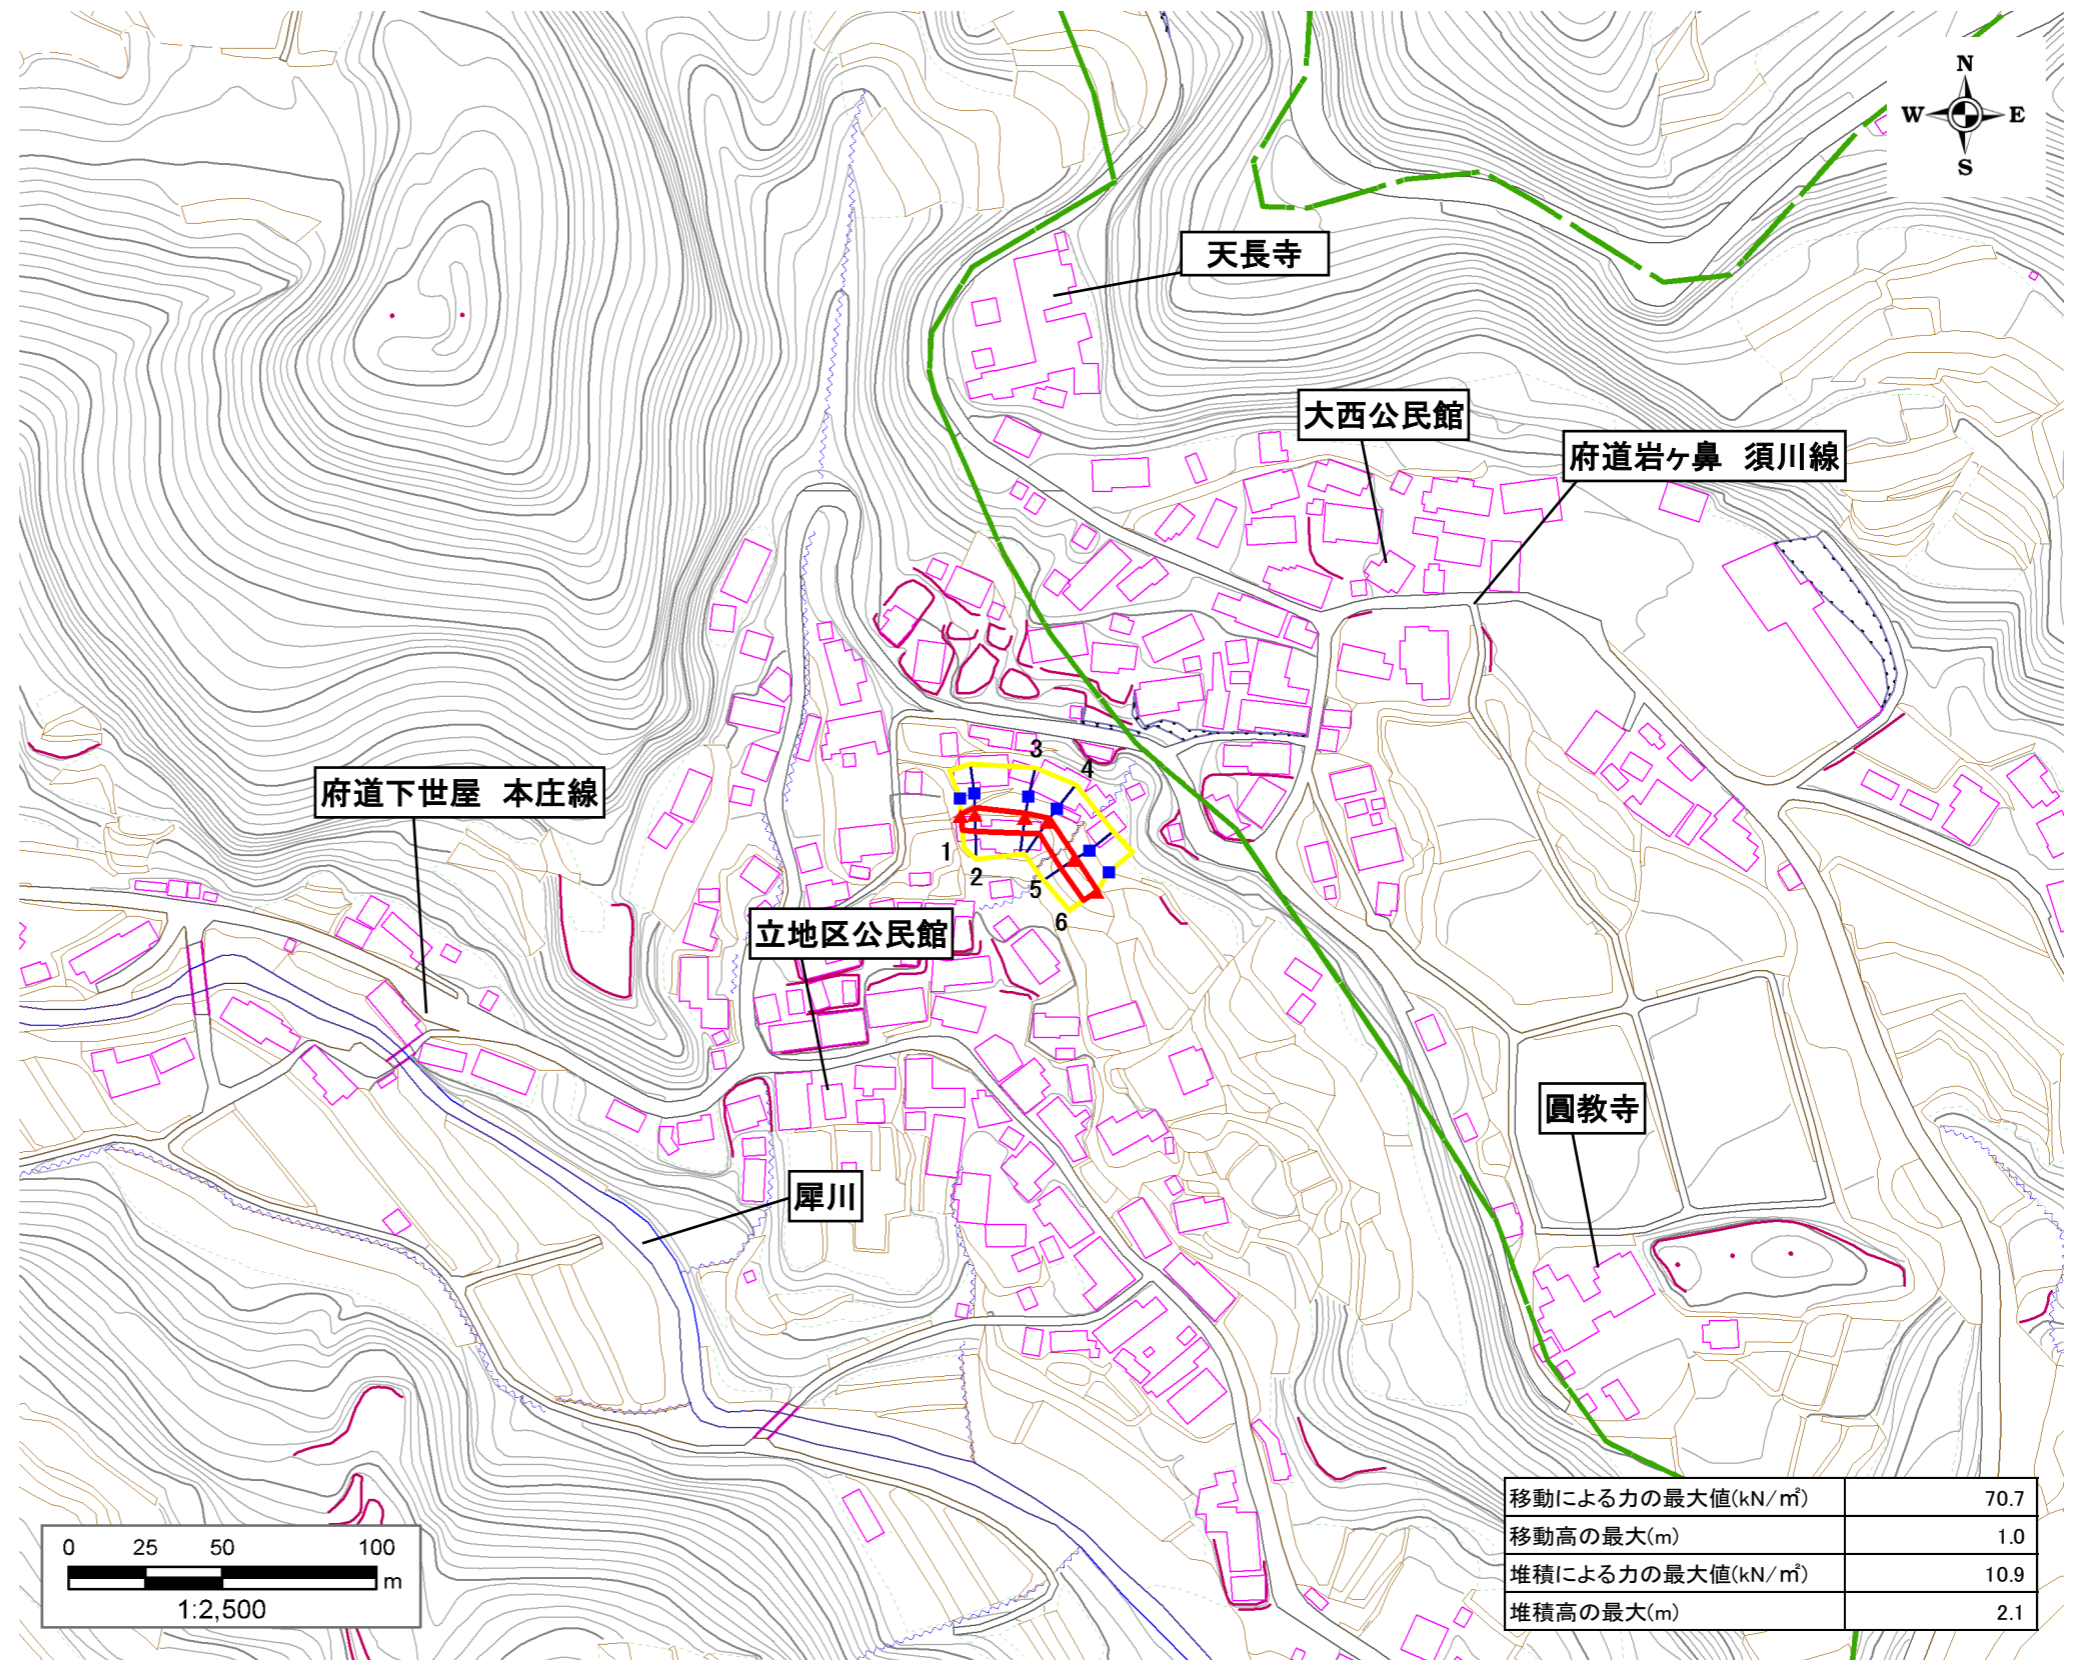 N
W E
S
天長寺
大西公民館
府道岩ヶ鼻　須川線
3
4
府道下世屋　本庄線
1
2
5
6
立地区公民館
圓教寺
犀川
移動による力の最大値(kN/㎡) 70.7
移動高の最大(m) 1.0
堆積による力の最大値(kN/㎡) 10.9
堆積高の最大(m) 2.1
0 25 50 100
m
1:2,500